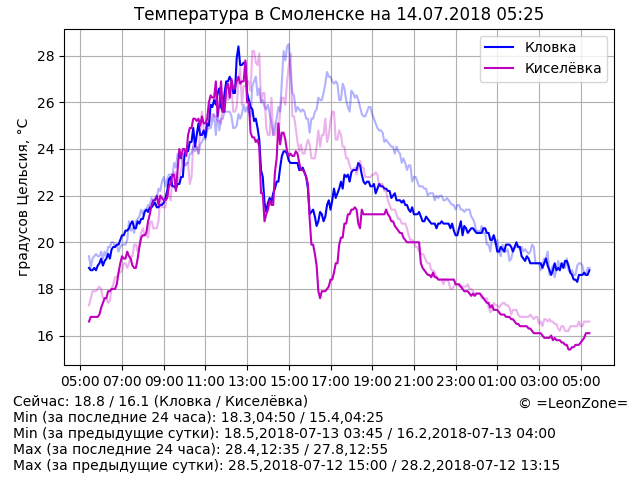 Температура в Смоленске на 14.07.2018 05:25
градусов Цельсия, °C
28
26
24
22
20
18
16
Кловка
Киселёвка
05:00 07:00 09:00 11:00 13:00 15:00 17:00 19:00 21:00 23:00 01:00 03:00 05:00
Сейчас: 18.8 / 16.1 (Кловка / Киселёвка)
© =LeonZone=
Min (за последние 24 часа): 18.3,04:50 / 15.4,04:25
Min (за предыдущие сутки): 18.5,2018-07-13 03:45 / 16.2,2018-07-13 04:00
Max (за последние 24 часа): 28.4,12:35 / 27.8,12:55
Max (за предыдущие сутки): 28.5,2018-07-12 15:00 / 28.2,2018-07-12 13:15